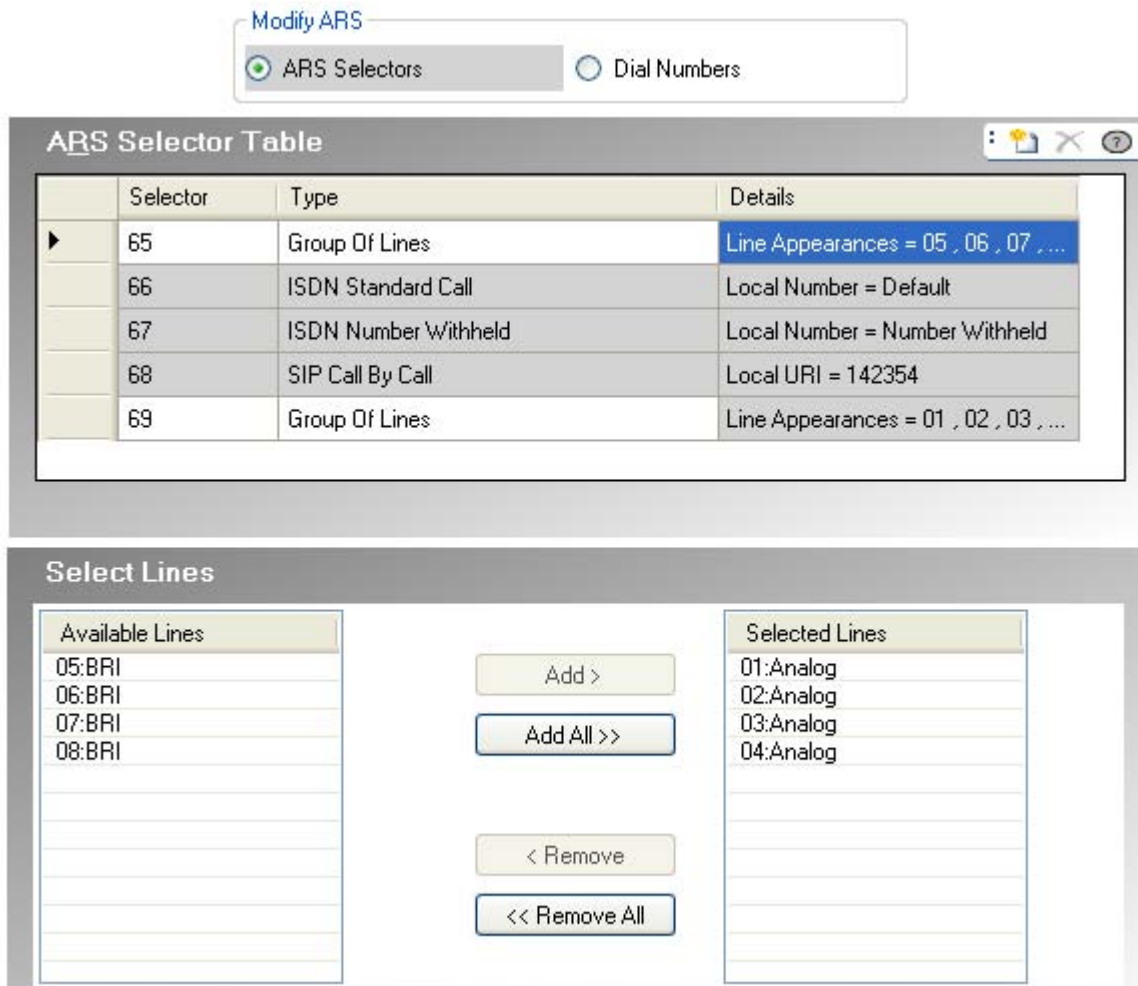 Modify ARS
ARS Selectors Dial Numbers
ARS Selector Table
Selector Type Details
65 Group Of Lines Line Appearances = 05 , 06 , 07 , ...
66 ISDN Standard Call Local Number = Default
67 ISDN Number Withheld Local Number = Number Withheld
68 SIP Call By Call Local URI = 142354
69 Group Of Lines Line Appearances = 01 , 02 , 03 , ...
Select Lines
Available Lines
05:BRI
06:BRI
07:BRI
08:BRI
Add >
Add All >>
< Remove
<< Remove All
Selected Lines
01:Analog
02:Analog
03:Analog
04:Analog